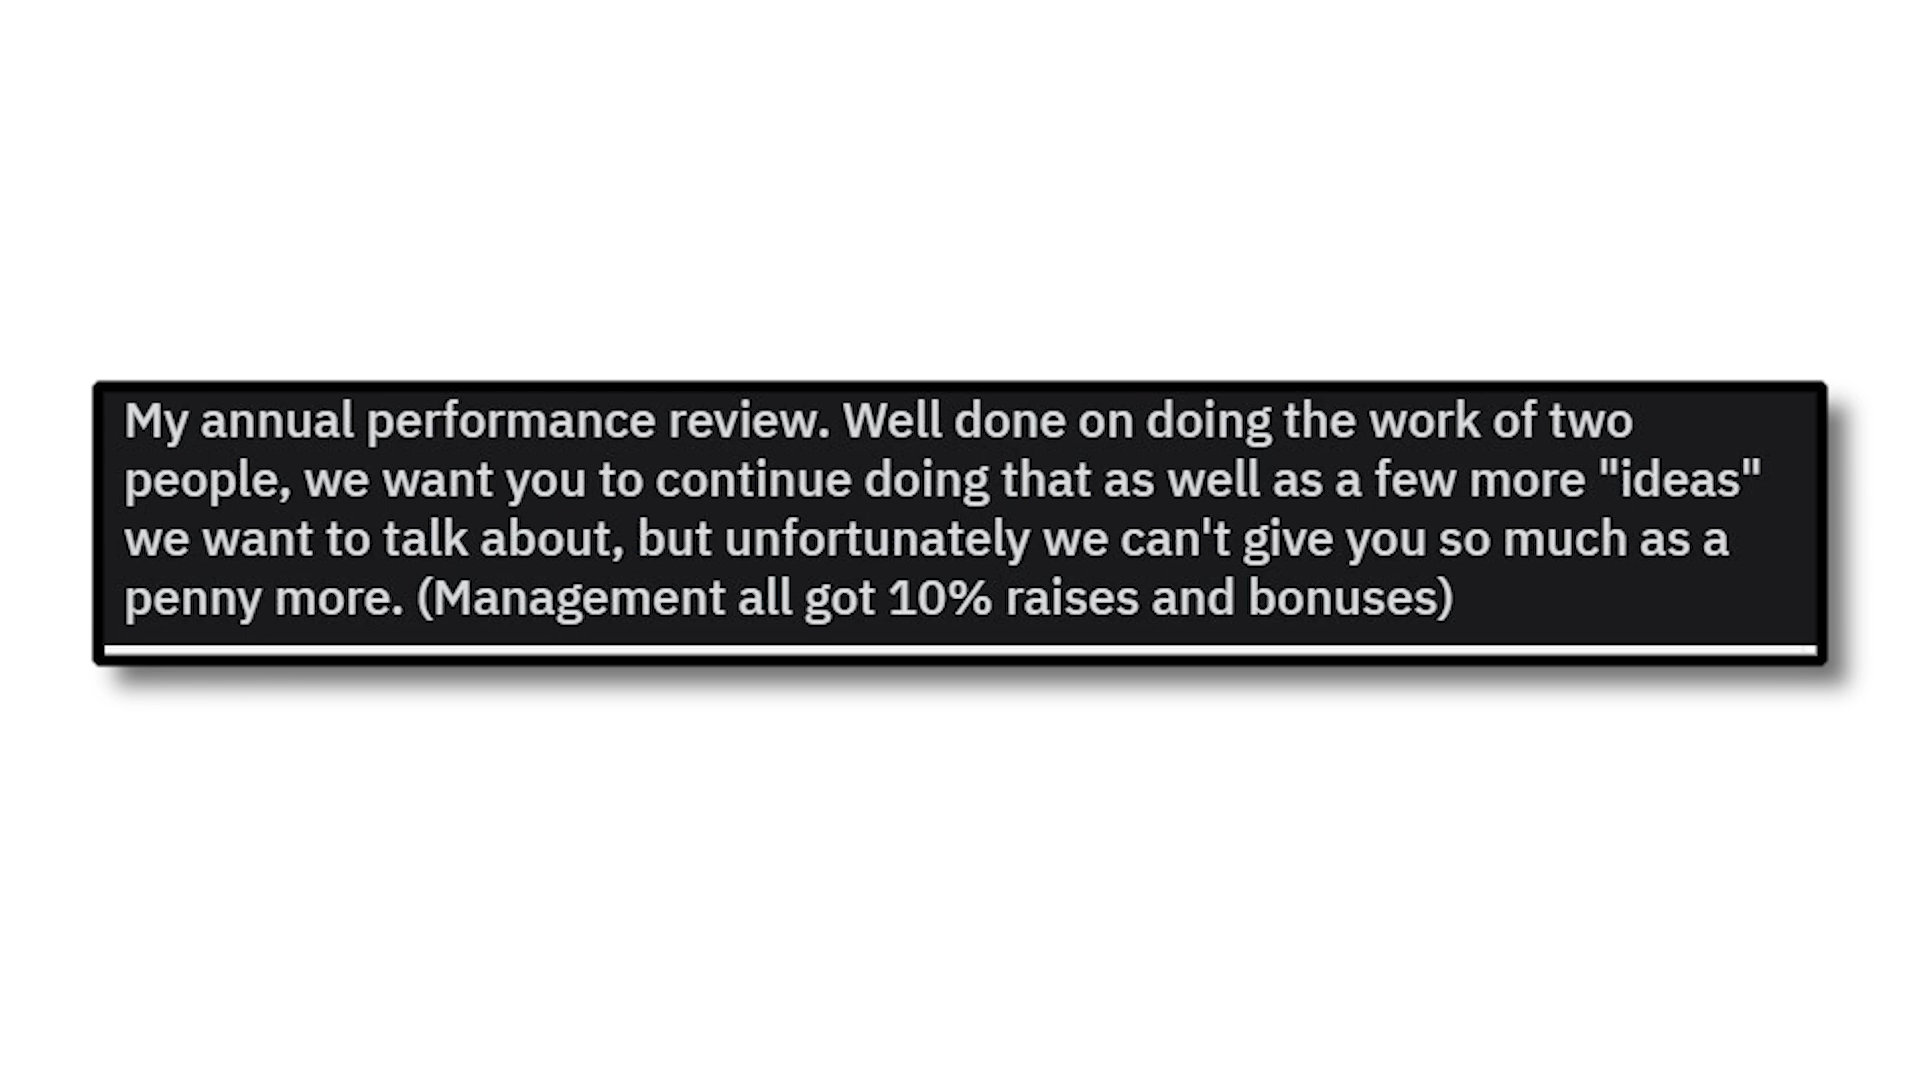 My annual performance review. Well done on doing the work of two
people, we want you to continue doing that as well as a few more "ideas"
we want to talk about, but unfortunately we can't give you so much as a
penny more. (Management all got 10% raises and bonuses)